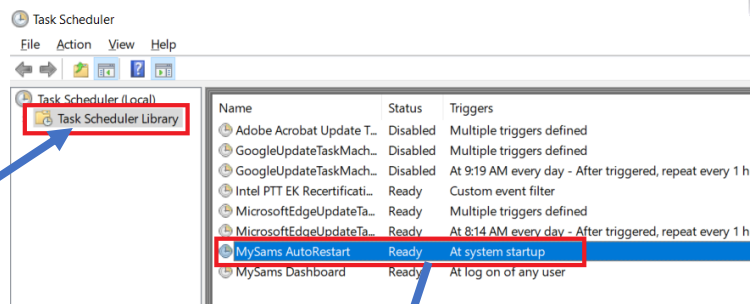 Task Scheduler
File Action View Help
Task Scheduler (Local)
Task Scheduler Library
Name Status Triggers
Adobe Acrobat Update T... Disabled Multiple triggers defined
GoogleUpdateTaskMach... Disabled Multiple triggers defined
GoogleUpdateTaskMach... Disabled At 9:19 AM every day - After triggered, repeat every 1 h
Intel PTT EK Recertificati... Ready Custom event filter
MicrosoftEdgeUpdateTa... Ready Multiple triggers defined
MicrosoftEdgeUpdateTa... Ready At 8:14 AM every day - After triggered, repeat every 1 h
MySams AutoRestart Ready At system startup
MySams Dashboard Ready At log on of any user